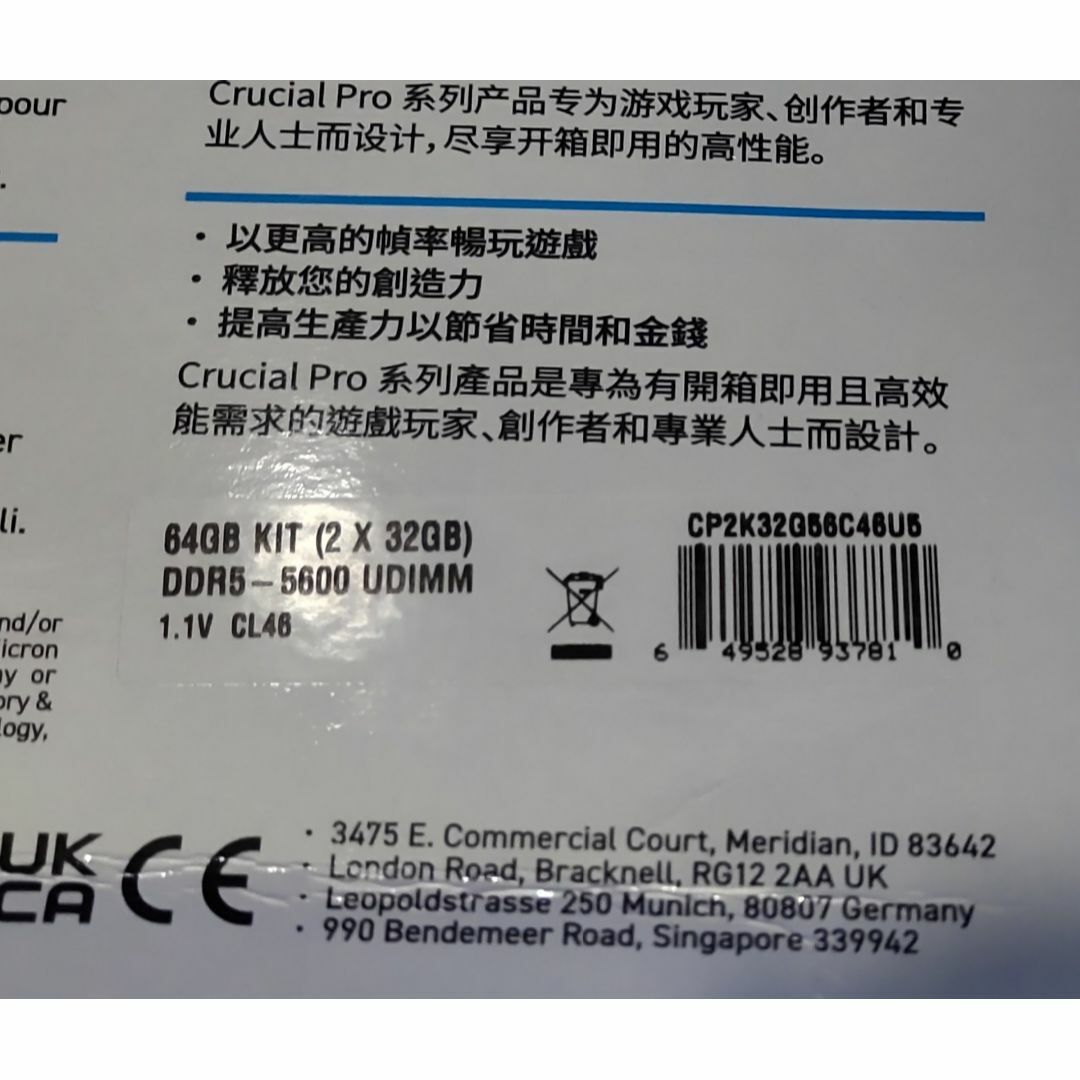 pour
Crucial Pro 系列产品专为游戏玩家、创作者和专
业人士而设计,尽享开箱即用的高性能。
· 以更高的幀率暢玩遊戲
· 釋放您的創造力
· 提高生產力以節省時間和金錢
Crucial Pro 系列產品是專為有開箱即用且高效
能需求的遊戲玩家、創作者和專業人士而設計。
er
li.
nd/or
icron
ny or
ory &
logy,
64GB KIT (2 X 32GB)
DDR5-5600 UDIMM
1.1V CL46
CP2K32G56C46U5
6 49528 93781 0
UK
CA CE
· 3475 E. Commercial Court, Meridian, ID 83642
· London Road, Bracknell, RG12 2AA UK
· Leopoldstrasse 250 Munich, 80807 Germany
· 990 Bendemeer Road, Singapore 339942